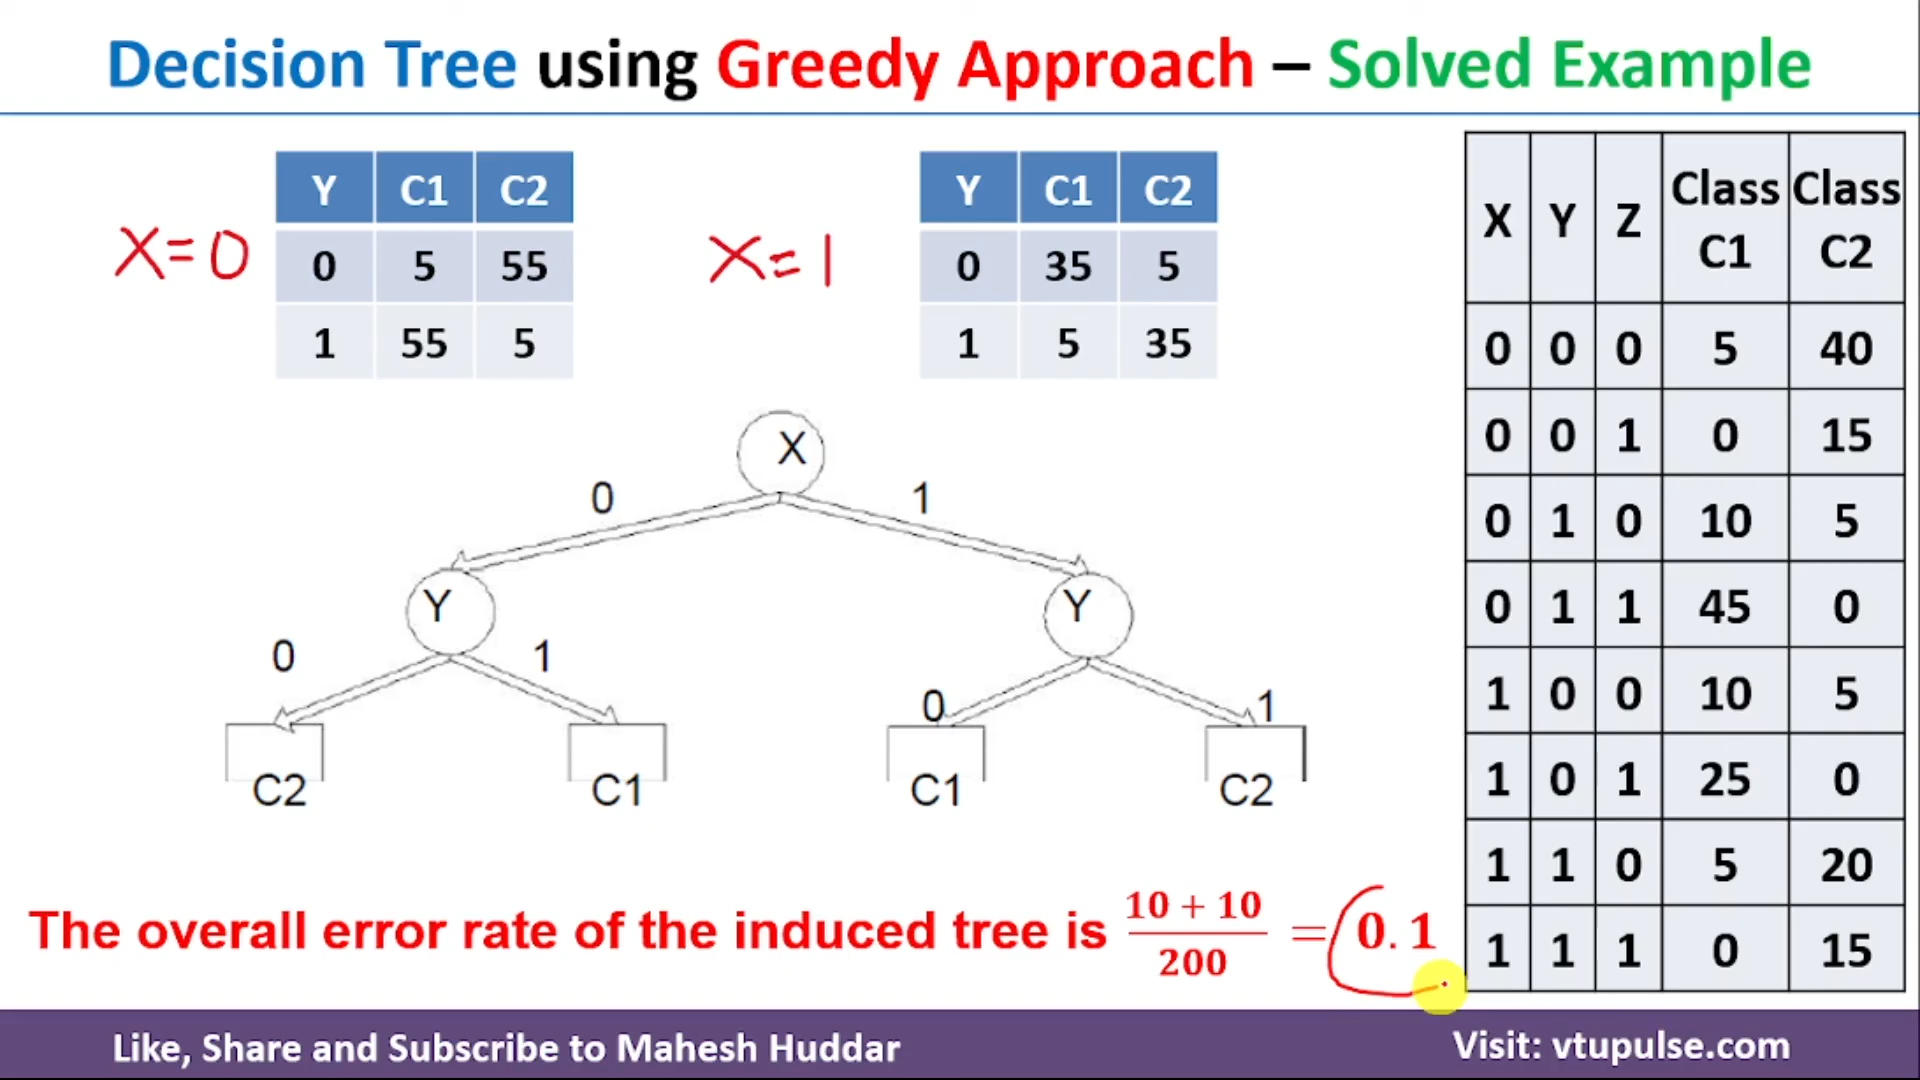 Decision Tree using Greedy Approach – Solved Example
X=0
Y C1 C2
0 5 55
1 55 5
X=1
Y C1 C2
0 35 5
1 5 35
X
0 1
Y Y
0 1 0 1
C2 C1 C1 C2
The overall error rate of the induced tree is 10 + 10 / 200 = 0.1
X Y Z Class C1 Class C2
0 0 0 5 40
0 0 1 0 15
0 1 0 10 5
0 1 1 45 0
1 0 0 10 5
1 0 1 25 0
1 1 0 5 20
1 1 1 0 15
Like, Share and Subscribe to Mahesh Huddar
Visit: vtupulse.com